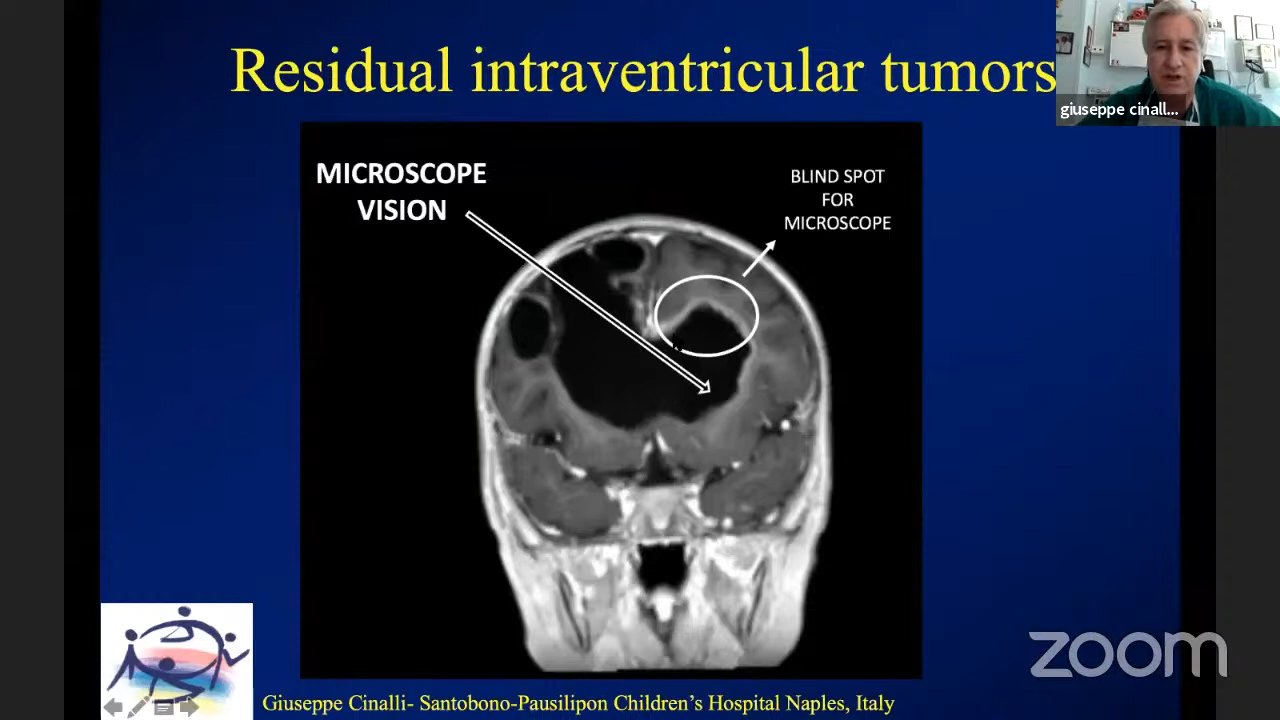 Residual intraventricular tumors
giuseppe cinall...
MICROSCOPE
VISION
BLIND SPOT
FOR
MICROSCOPE
zoom
Giuseppe Cinalli- Santobono-Pausilipon Children’s Hospital Naples, Italy